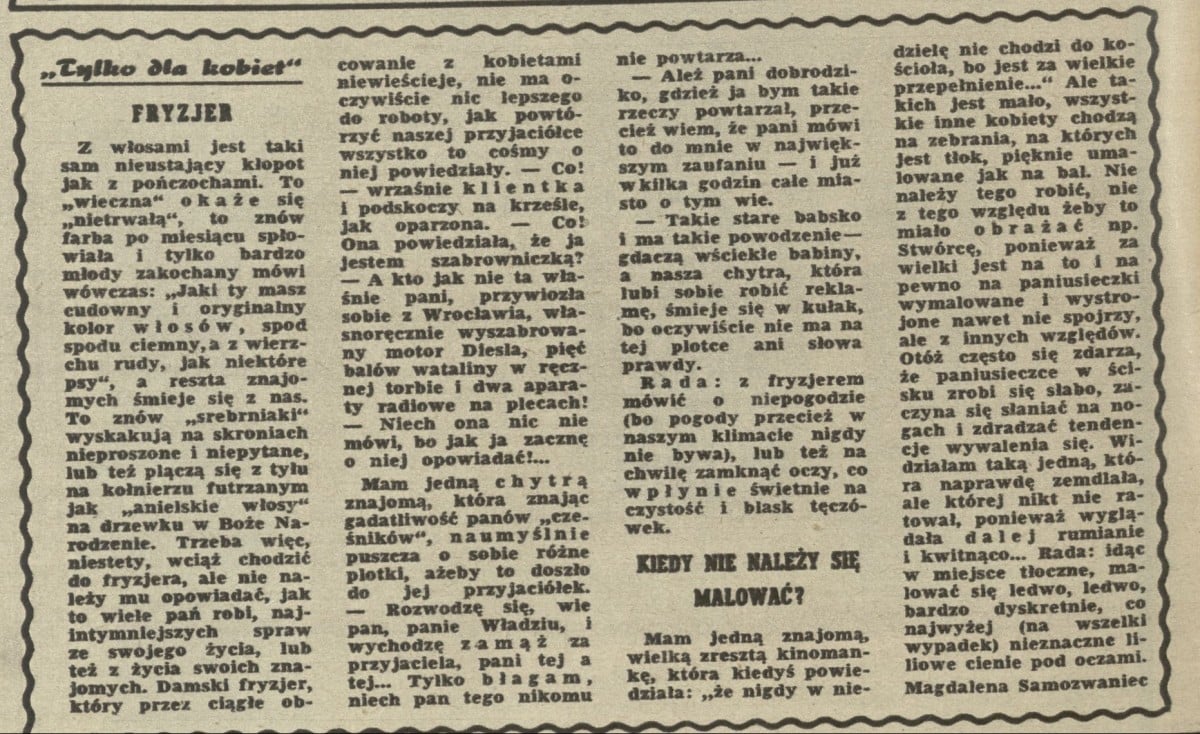 „Tylko dla kobiet“
FRYZJER
Z włosami jest taki
sam nieustający kłopot
jak z pończochami. To
„wieczna“ okaże się
„nietrwałą“, to znów
farba po miesiącu spło-
wiała i tylko bardzo
młody zakochany mówi
wówczas: „Jaki ty masz
cudowny i oryginalny
kolor włosów, spod
spodu ciemny, a z wierz-
chu rudy, jak niektóre
psy“, a reszta znajo-
mych śmieje się z nas.
To znów „srebrniaki“
wyskakują na skroniach
nieproszone i niepytane,
lub też plączą się z tyłu
na kołnierzu futrzanym
jak „anielskie włosy“
na drzewku w Boże Na-
rodzenie. Trzeba więc,
niestety, wciąż chodzić
do fryzjera, ale nie na-
leży mu opowiadać, jak
to wiele pań robi, naj-
intymniejszych spraw
ze swojego życia, lub
też z życia swoich zna-
jomych. Damski fryzjer,
który przez ciągłe ob-
cowanie z kobietami
niewieścieje, nie ma o-
czywiście nic lepszego
do roboty, jak powtó-
rzyć naszej przyjaciółce
wszystko to cośmy o
niej powiedziały. — Co!
— wrzaśnie klientka
i podskoczy na krześle,
jak oparzona. — Co!
Ona powiedziała, że ja
jestem szabrowniczką?
— A kto jak nie ta wła-
śnie pani, przywiozła
sobie z Wrocławia, wła-
snoręcznie wyszabrowa-
ny motor Diesla, pięć
balów wataliny w ręcz-
nej torbie i dwa apara-
ty radiowe na plecach!
— Niech ona nic nie
mówi, bo jak ja zacznę
o niej opowiadać!...
Mam jedną chytrą
znajomą, która znając
gadatliwość panów „cze-
śników“, naumyślnie
puszcza o sobie różne
plotki, ażeby to doszło
do jej przyjaciółek.
— Rozwodzę się, wie
pan, panie Władziu, i
wychodzę zamąż za
przyjaciela, pani tej a
tej... Tylko błagam,
niech pan tego nikomu
nie powtarza...
— Ależ pani dobrodzi-
ko, gdzież ja bym takie
rzeczy powtarzał, prze-
cież wiem, że pani mówi
to do mnie w najwięk-
szym zaufaniu — i już
w kilka godzin całe mia-
sto o tym wie.
— Takie stare babsko
i ma takie powodzenie —
gdaczą wściekłe babiny,
a nasza chytra, która
lubi sobie robić rekla-
mę, śmieje się w kułak,
bo oczywiście nie ma na
tej plotce ani słowa
prawdy.
Rada: z fryzjerem
mówić o niepogodzie
(bo pogody przecież w
naszym klimacie nigdy
nie bywa), lub też na
chwilę zamknąć oczy, co
wpłynie świetnie na
czystość i blask tęczó-
wek.
KIEDY NIE NALEŻY SIĘ
MALOWAĆ?
Mam jedną znajomą,
wielką zresztą kinoman-
kę, która kiedyś powie-
działa: „że nigdy w nie-
dzielę nie chodzi do ko-
ścioła, bo jest za wielkie
przepełnienie...“ Ale ta-
kich jest mało, wszyst-
kie inne kobiety chodzą
na zebrania, na których
jest tłok, pięknie uma-
lowane jak na bal. Nie
należy tego robić, nie
z tego względu żeby to
miało obrażać np.
Stwórcę, ponieważ za
wielki jest na to i na
pewno na paniusieczki
wymalowane i wystro-
jone nawet nie spojrzy,
ale z innych względów.
Otóż często się zdarza,
że paniusieczce w ści-
sku zrobi się słabo, za-
czyna się słaniać na no-
gach i zdradzać tenden-
cje wywalenia się. Wi-
działam taką jedną, któ-
ra naprawdę zemdlała,
ale której nikt nie ra-
tował, ponieważ wyglą-
dała dalej rumianie
i kwitnąco... Rada: idąc
w miejsce tłoczne, ma-
lować się ledwo, ledwo,
bardzo dyskretnie, co
najwyżej (na wszelki
wypadek) nieznaczne li-
liowe cienie pod oczami.
Magdalena Samozwaniec